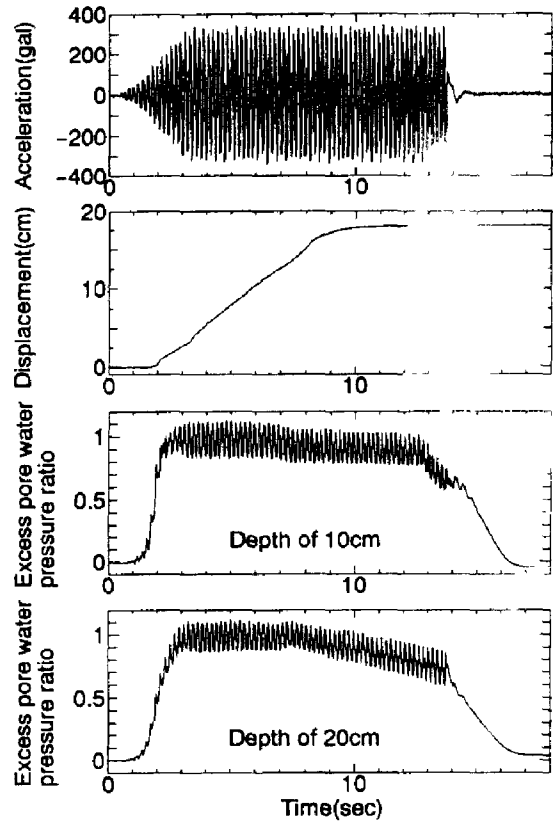 400
200
0
-200
-400
Acceleration(gal)
0
10
20
10
0
Displacement(cm)
0
10
1
0.5
0
Excess pore water
pressure ratio
Depth of 10cm
0
10
1
0.5
0
Excess pore water
pressure ratio
Depth of 20cm
0
10
Time(sec)